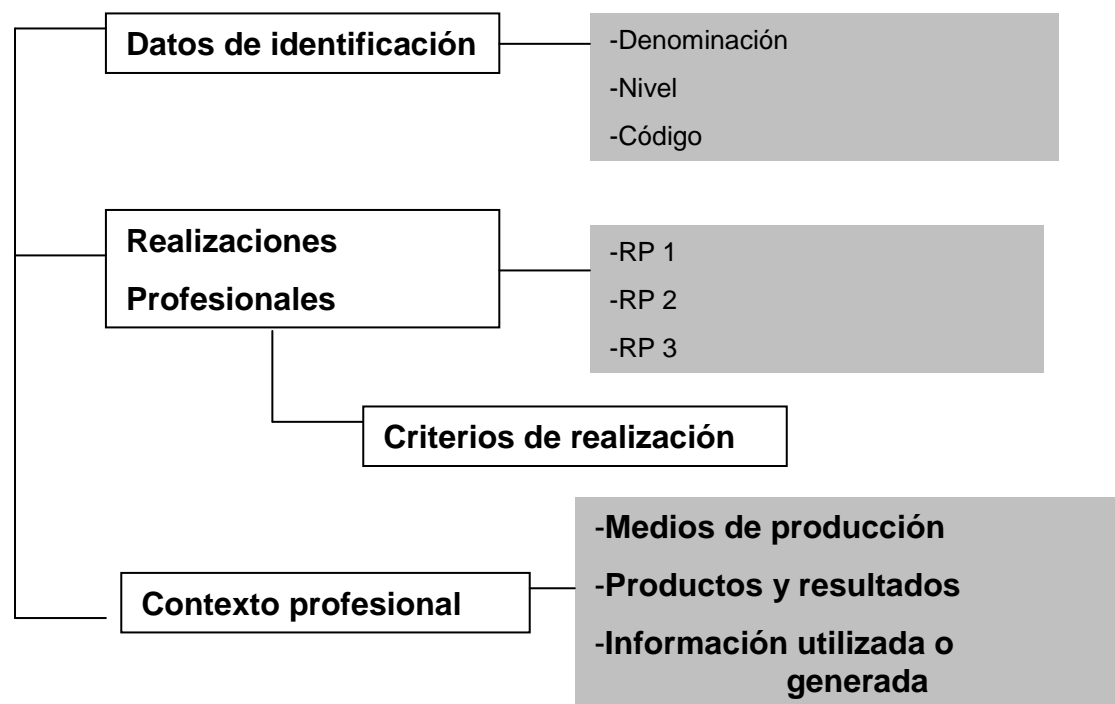 Datos de identificación
-Denominación
-Nivel
-Código
Realizaciones
Profesionales
-RP 1
-RP 2
-RP 3
Criterios de realización
Contexto profesional
-Medios de producción
-Productos y resultados
-Información utilizada o
generada